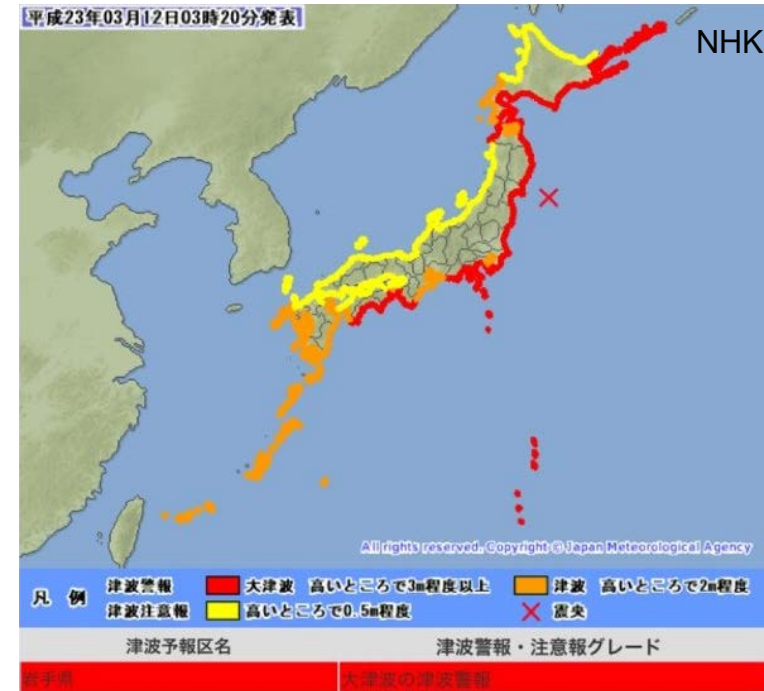 平成23年03月12日03時20分発表
NHK
All rights reserved. Copyright © Japan Meteorological Agency
凡 例 津波警報 大津波 高いところで3m程度以上 津波 高いところで2m程度
津波注意報 高いところで0.5m程度 震央
津波予報区名 津波警報・注意報グレード
岩手県 大津波の津波警報